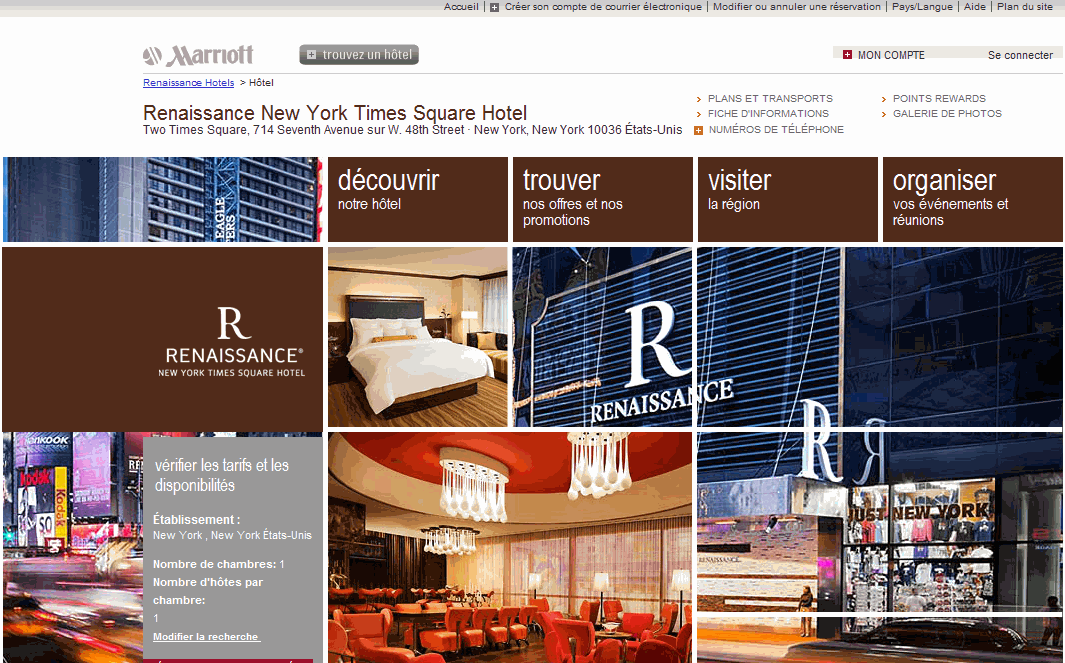 Accueil | Créer son compte de courrier électronique | Modifier ou annuler une réservation | Pays/Langue | Aide | Plan du site
Marriott
trouvez un hôtel
MON COMPTE
Se connecter
Renaissance Hotels > Hôtel
Renaissance New York Times Square Hotel
Two Times Square, 714 Seventh Avenue sur W. 48th Street · New York, New York 10036 États-Unis
PLANS ET TRANSPORTS
FICHE D'INFORMATIONS
NUMÉROS DE TÉLÉPHONE
POINTS REWARDS
GALERIE DE PHOTOS
EAGLE
découvrir
notre hôtel
trouver
nos offres et nos
promotions
visiter
la région
organiser
vos événements et
réunions
R
RENAISSANCE®
NEW YORK TIMES SQUARE HOTEL
R
RENAISSANCE
R
JUST NEW YORK
RENAISSANCE
Kodak
Kodak
SO
vérifier les tarifs et les
disponibilités
Établissement :
New York , New York États-Unis
Nombre de chambres: 1
Nombre d'hôtes par
chambre:
1
Modifier la recherche